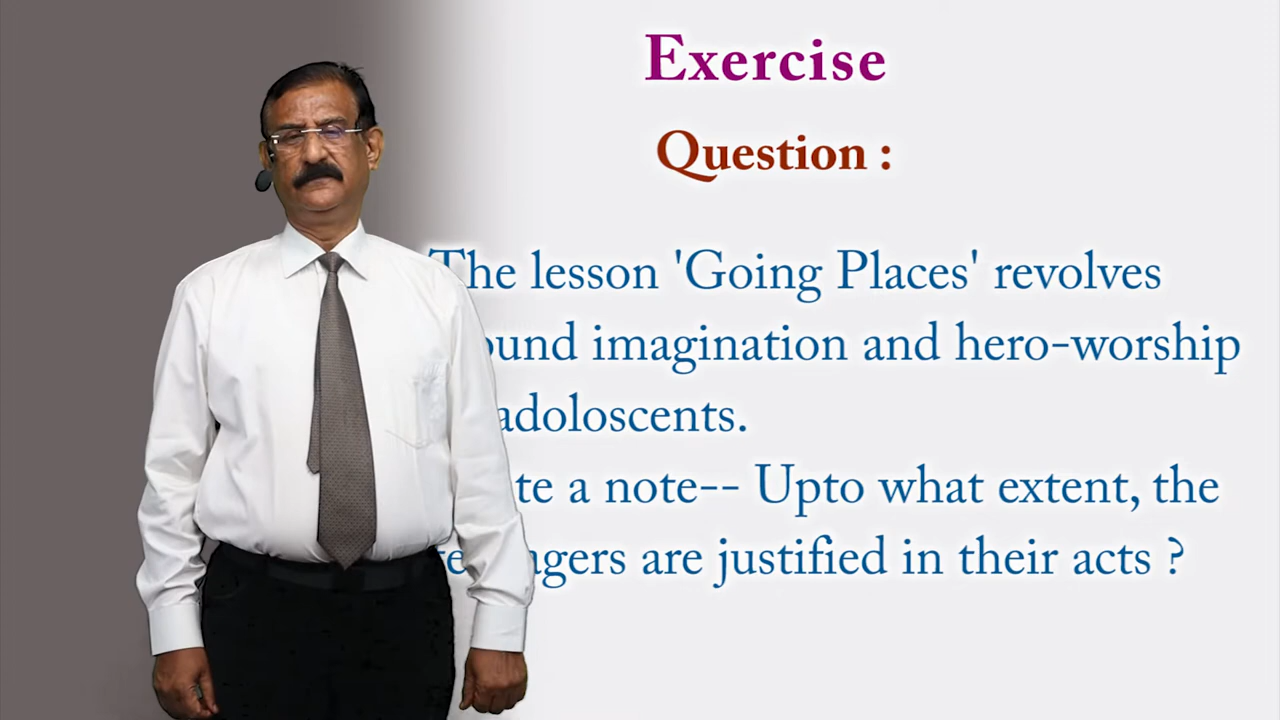 Exercise
Question :
The lesson 'Going Places' revolves
imagination and hero-worship
adoloscents.
a note-- Upto what extent, the
are justified in their acts ?